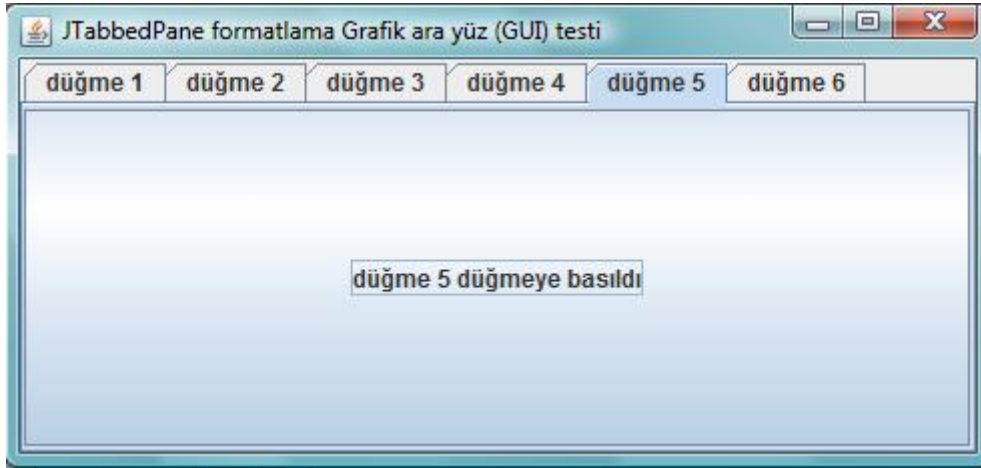 JTabbedPane formatlama Grafik ara yüz (GUI) testi
düğme 1 düğme 2 düğme 3 düğme 4 düğme 5 düğme 6
düğme 5 düğmeye basıldı